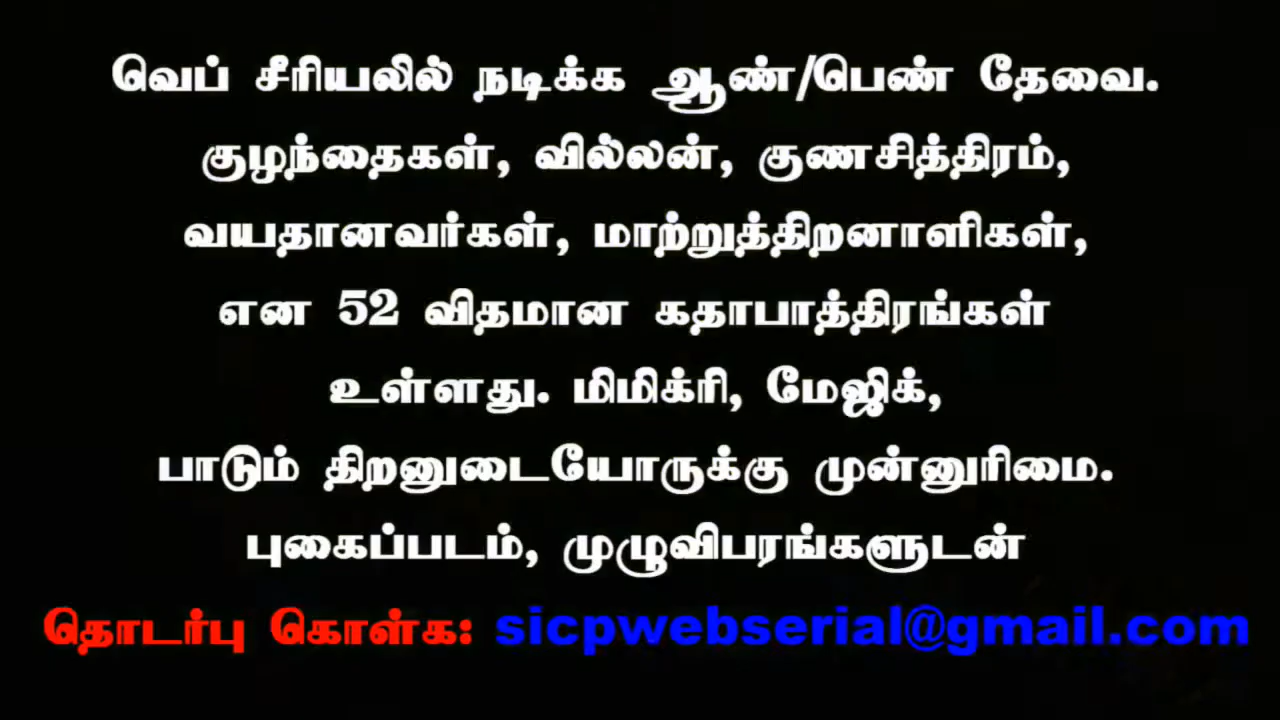 வெப் சீரியலில் நடிக்க ஆண்/பெண் தேவை.
குழந்தைகள், வில்லன், குணசித்திரம்,
வயதானவர்கள், மாற்றுத்திறனாளிகள்,
என 52 விதமான கதாபாத்திரங்கள்
உள்ளது. மிமிக்ரி, மேஜிக்,
பாடும் திறனுடையோருக்கு முன்னுரிமை.
புகைப்படம், முழுவிபரங்களுடன்
தொடர்பு கொள்க: sicpwebserial@gmail.com